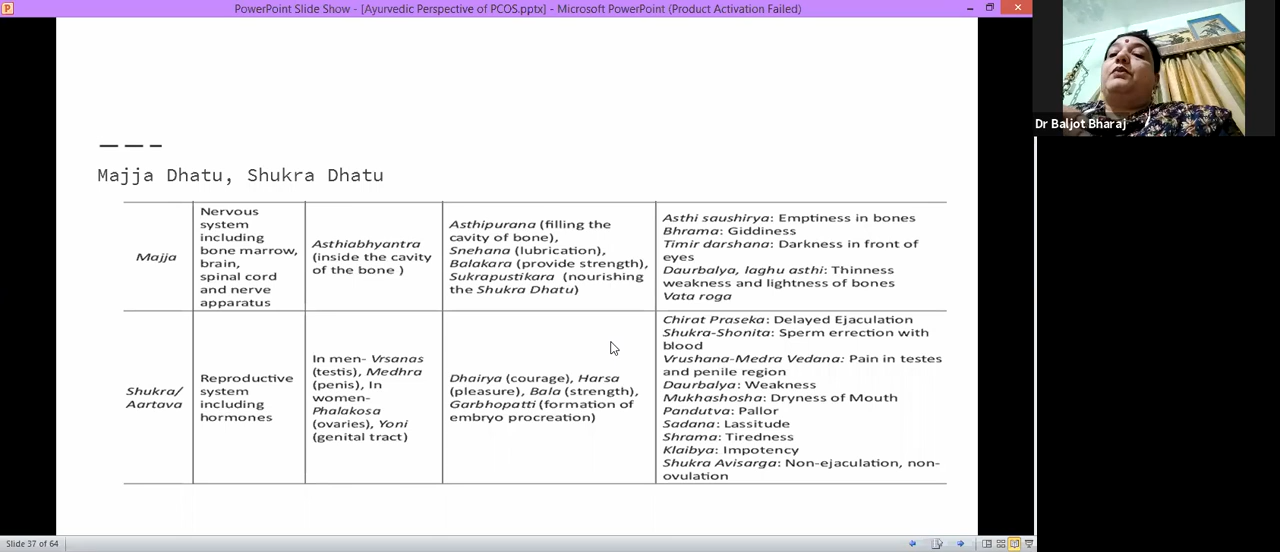 PowerPoint Slide Show - [Ayurvedic Perspective of PCOS.pptx] - Microsoft PowerPoint (Product Activation Failed)
Dr Baljot Bharaj
Majja Dhatu, Shukra Dhatu
Majja
Nervous
system
including
bone marrow,
brain,
spinal cord
and nerve
apparatus
Asthiabhyantra
(inside the cavity
of the bone )
Asthipurana (filling the
cavity of bone),
Snehana (lubrication),
Balakara (provide strength),
Sukrapustikara (nourishing
the Shukra Dhatu)
Asthi saushirya: Emptiness in bones
Bhrama: Giddiness
Timir darshana: Darkness in front of
eyes
Daurbalya, laghu asthi: Thinness
weakness and lightness of bones
Vata roga
Shukra/
Aartava
Reproductive
system
including
hormones
In men- Vrsanas
(testis), Medhra
(penis), In
women-
Phalakosa
(ovaries), Yoni
(genital tract)
Dhairya (courage), Harsa
(pleasure), Bala (strength),
Garbhopatti (formation of
embryo procreation)
Chirat Praseka: Delayed Ejaculation
Shukra-Shonita: Sperm errection with
blood
Vrushana-Medra Vedana: Pain in testes
and penile region
Daurbalya: Weakness
Mukhashosha: Dryness of Mouth
Pandutva: Pallor
Sadana: Lassitude
Shrama: Tiredness
Klaibya: Impotency
Shukra Avisarga: Non-ejaculation, non-
ovulation
Slide 37 of 64